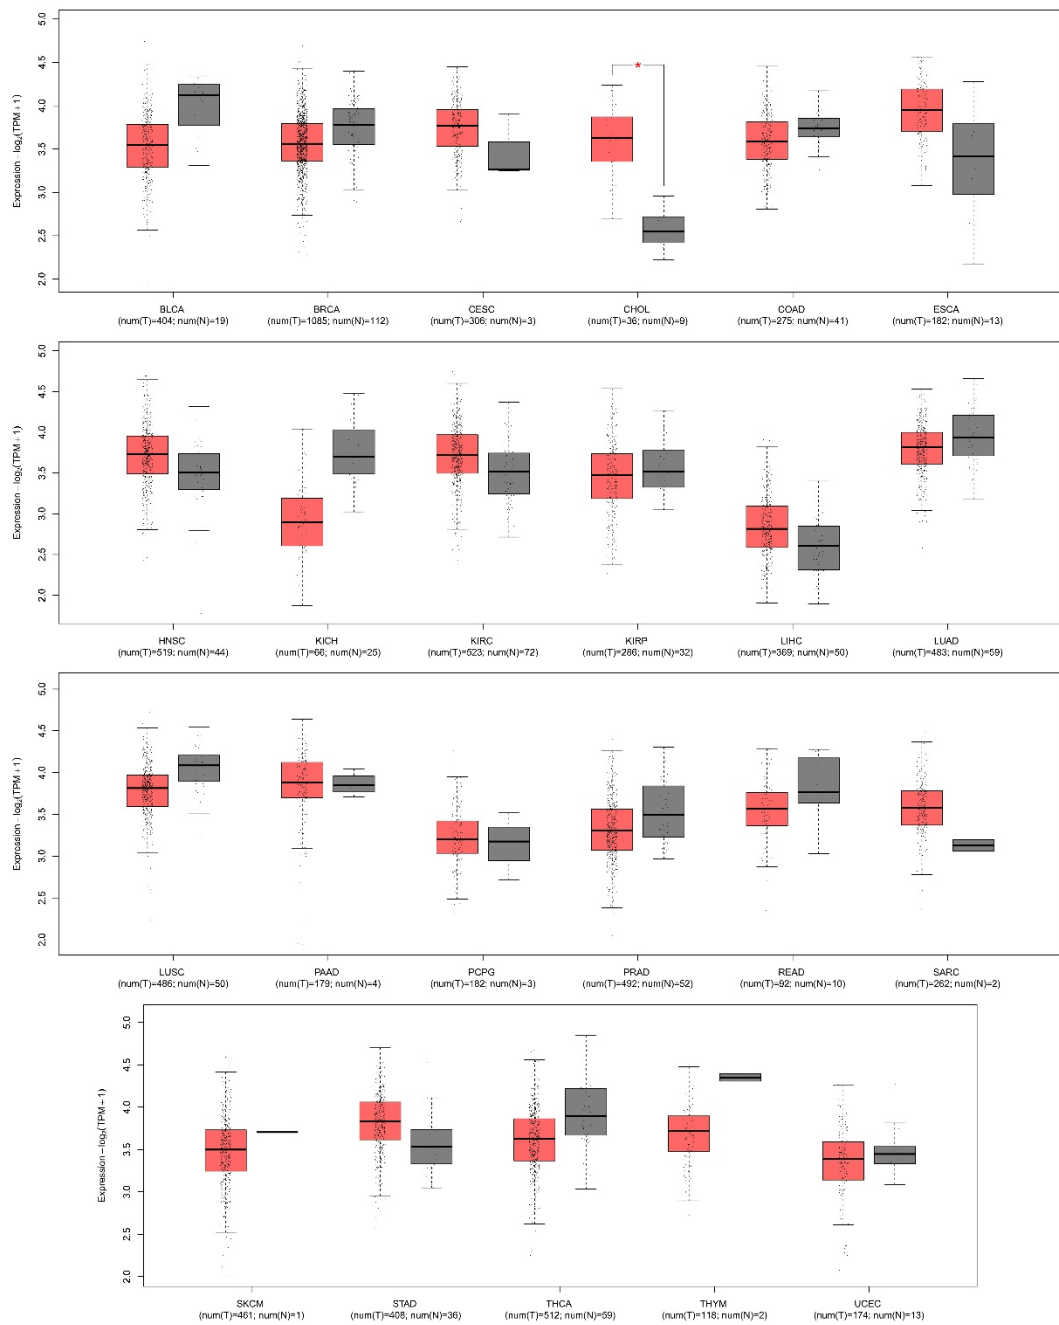 5.0
4.5
4.0
3.5
3.0
2.5
2.0
Expression − log₂(TPM + 1)
*
BLCA
(num(T)=404; num(N)=19)
BRCA
(num(T)=1085; num(N)=112)
CESC
(num(T)=306; num(N)=3)
CHOL
(num(T)=36; num(N)=9)
COAD
(num(T)=275; num(N)=41)
ESCA
(num(T)=182; num(N)=13)
5.0
4.5
4.0
3.5
3.0
2.5
2.0
Expression − log₂(TPM + 1)
HNSC
(num(T)=519; num(N)=44)
KICH
(num(T)=66; num(N)=25)
KIRC
(num(T)=523; num(N)=72)
KIRP
(num(T)=286; num(N)=32)
LIHC
(num(T)=369; num(N)=50)
LUAD
(num(T)=483; num(N)=59)
5.0
4.5
4.0
3.5
3.0
2.5
2.0
Expression − log₂(TPM + 1)
LUSC
(num(T)=486; num(N)=50)
PAAD
(num(T)=179; num(N)=4)
PCPG
(num(T)=182; num(N)=3)
PRAD
(num(T)=492; num(N)=52)
READ
(num(T)=92; num(N)=10)
SARC
(num(T)=262; num(N)=2)
5.0
4.5
4.0
3.5
3.0
2.5
2.0
Expression − log₂(TPM + 1)
SKCM
(num(T)=461; num(N)=1)
STAD
(num(T)=408; num(N)=36)
THCA
(num(T)=512; num(N)=59)
THYM
(num(T)=118; num(N)=2)
UCEC
(num(T)=174; num(N)=13)